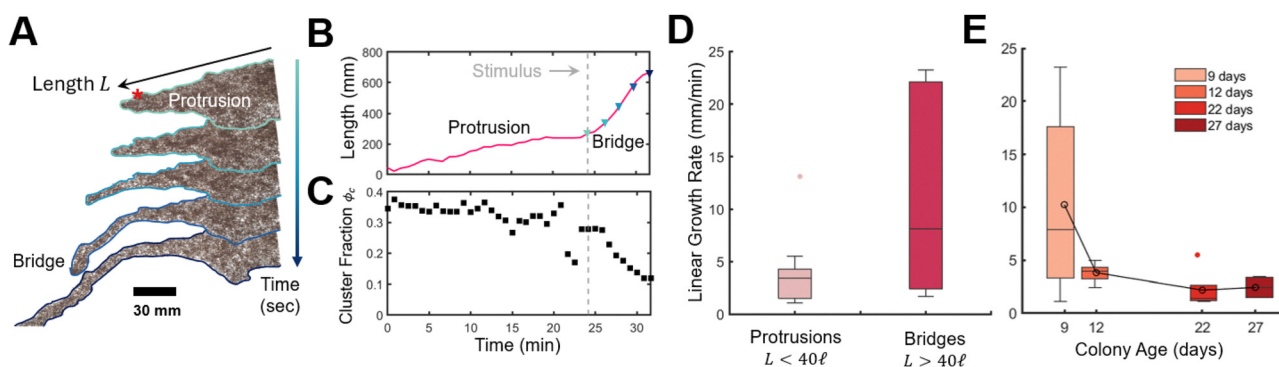 A
Length L
*
Protrusion
Bridge
30 mm
Time
(sec)
B
Length (mm)
800
600
400
200
0
Stimulus →
Protrusion
Bridge
C
Cluster Fraction ϕc
0.4
0.3
0.2
0.1
0
0 5 10 15 20 25 30
Time (min)
D
Linear Growth Rate (mm/min)
25
20
15
10
5
0
Protrusions
L < 40ℓ
Bridges
L > 40ℓ
E
25
20
15
10
5
0
9 days
12 days
22 days
27 days
9 12 22 27
Colony Age (days)